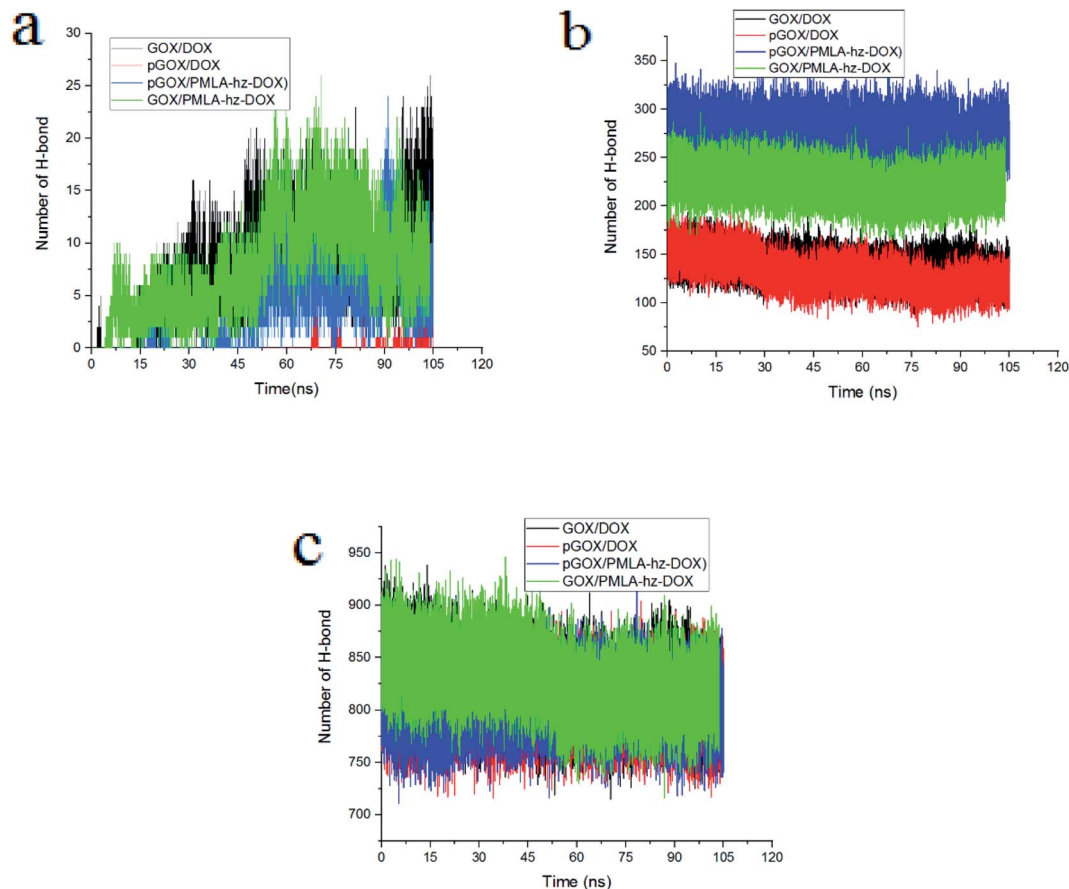 a
Number of H-bond
30
25
20
15
10
5
0
GOX/DOX
pGOX/DOX
pGOX/PMLA-hz-DOX)
GOX/PMLA-hz-DOX
0 15 30 45 60 75 90 105 120
Time(ns)
b
Number of H-bond
350
300
250
200
150
100
50
GOX/DOX
pGOX/DOX
pGOX/PMLA-hz-DOX)
GOX/PMLA-hz-DOX
0 15 30 45 60 75 90 105 120
Time (ns)
c
Number of H-bond
950
900
850
800
750
700
GOX/DOX
pGOX/DOX
pGOX/PMLA-hz-DOX)
GOX/PMLA-hz-DOX
0 15 30 45 60 75 90 105 120
Time (ns)